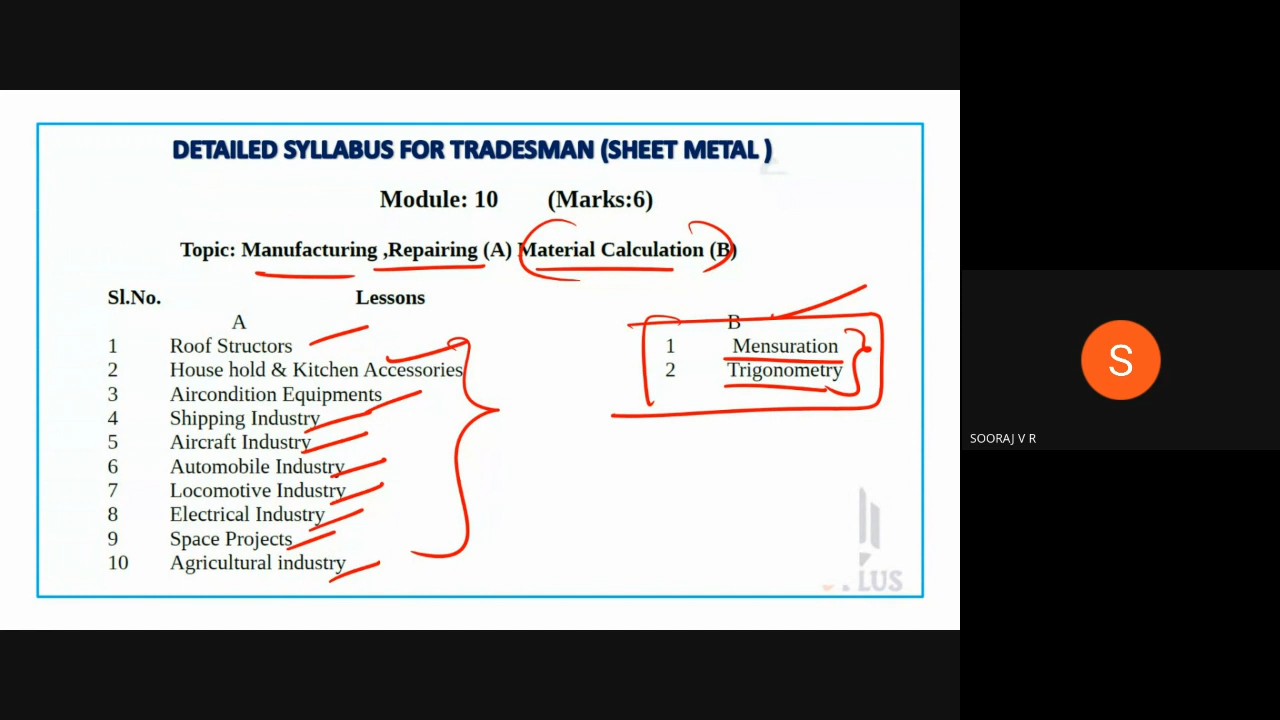 DETAILED SYLLABUS FOR TRADESMAN (SHEET METAL )
Module: 10 (Marks:6)
Topic: Manufacturing ,Repairing (A) Material Calculation (B)
Sl.No. Lessons
A B
1 Roof Structors 1 Mensuration
2 House hold & Kitchen Accessories 2 Trigonometry
3 Aircondition Equipments
4 Shipping Industry
5 Aircraft Industry
6 Automobile Industry
7 Locomotive Industry
8 Electrical Industry
9 Space Projects
10 Agricultural industry
LUS
S
SOORAJ V R